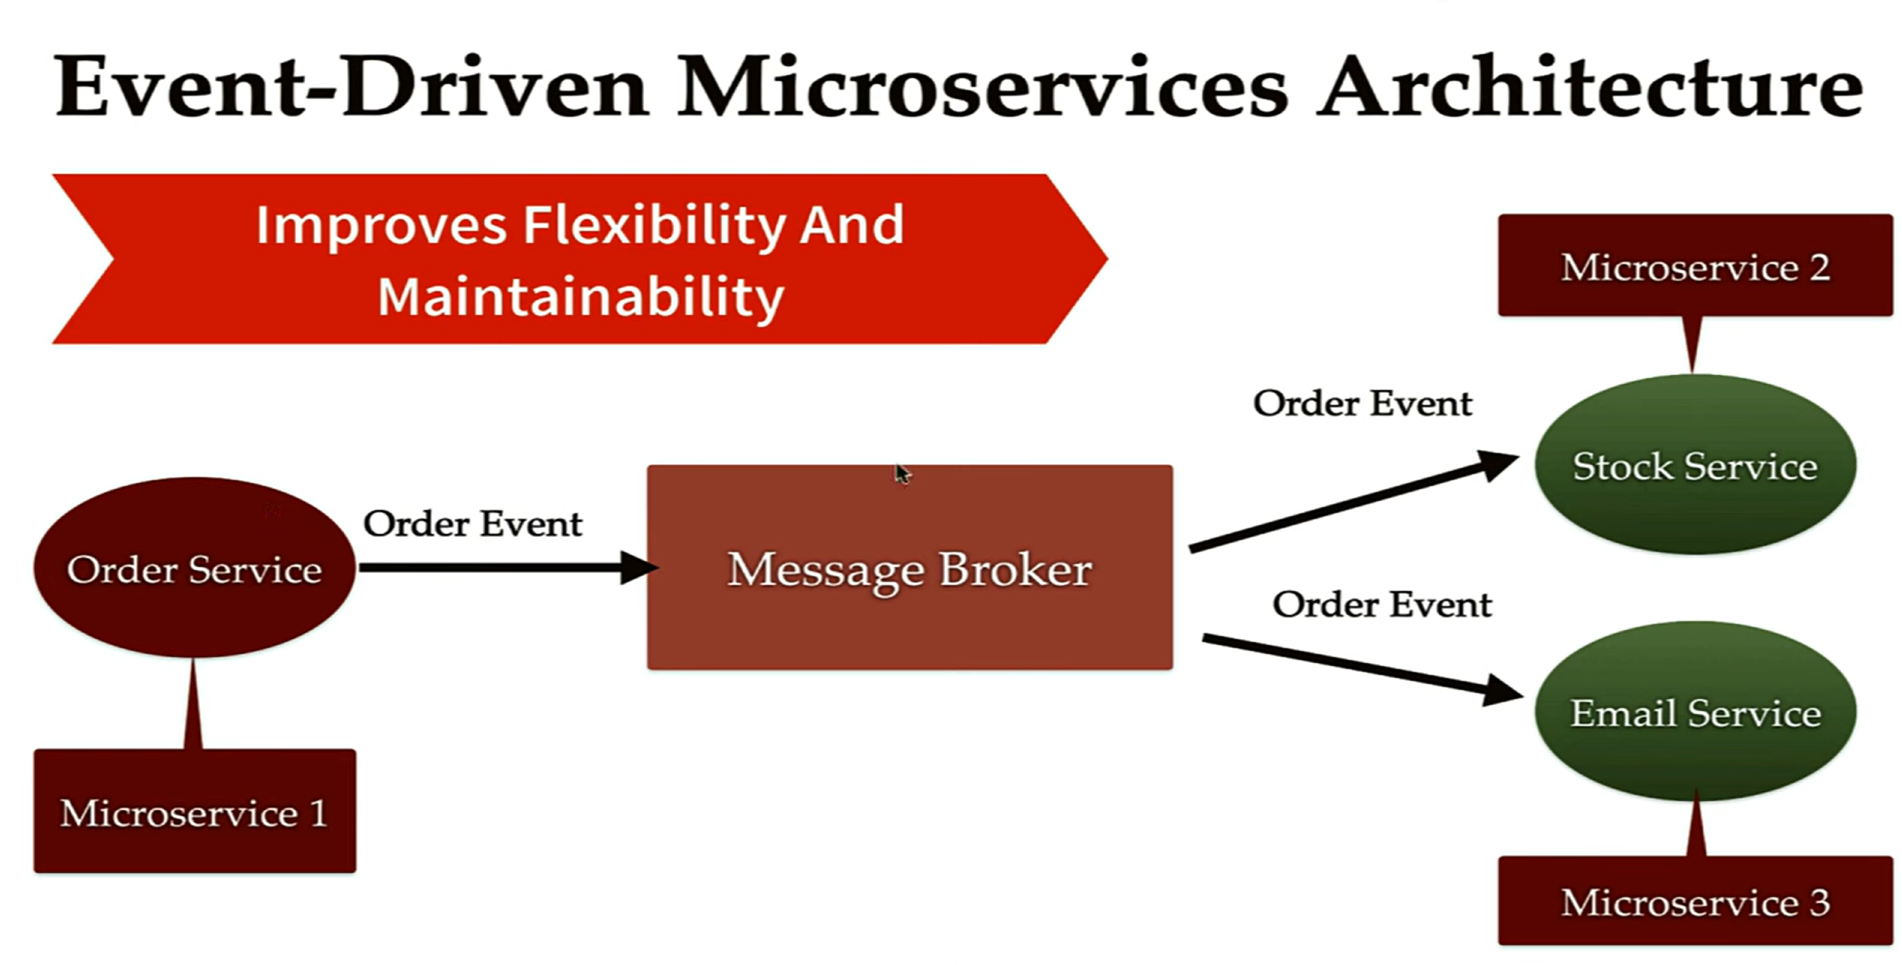 Event-Driven Microservices Architecture
Improves Flexibility And
Maintainability
Microservice 2
Order Event
Stock Service
Order Service
Order Event
Message Broker
Order Event
Email Service
Microservice 1
Microservice 3